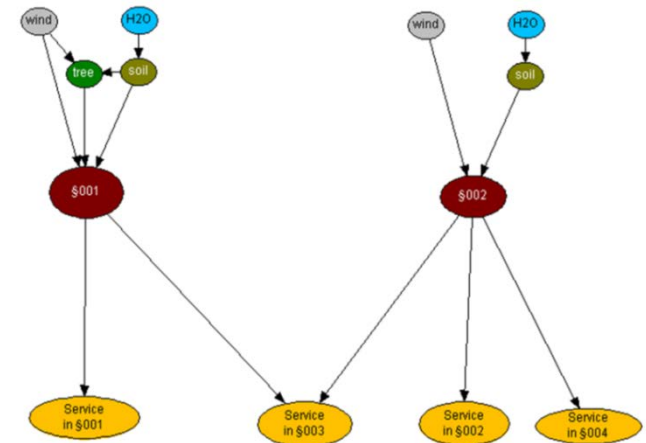 wind
H2O
wind
H2O
tree
soil
soil
§001
§002
Service
in §001
Service
in §003
Service
in §002
Service
in §004